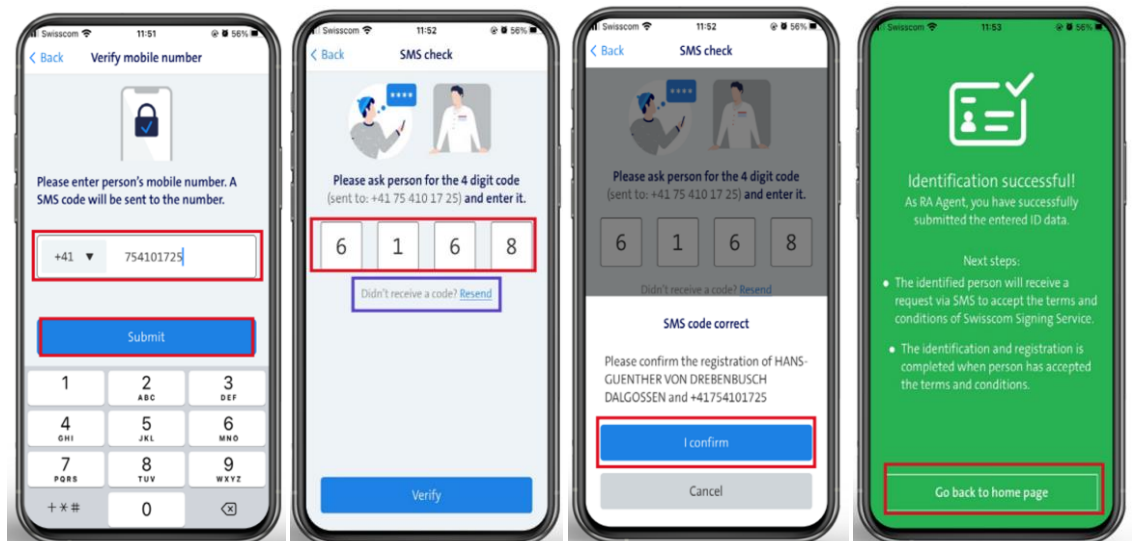 Swisscom 11:51 56%
Back Verify mobile number
Please enter person's mobile number. A
SMS code will be sent to the number.
+41 ▼ 754101725
Submit
1 2 3
ABC DEF
4 5 6
GHI JKL MNO
7 8 9
PQRS TUV WXYZ
+*# 0
Swisscom 11:52 56%
Back SMS check
****
Please ask person for the 4 digit code
(sent to: +41 75 410 17 25) and enter it.
6 1 6 8
Didn't receive a code? Resend
Verify
Swisscom 11:52 56%
Back SMS check
****
Please ask person for the 4 digit code
(sent to: +41 75 410 17 25) and enter it.
6 1 6 8
Didn't receive a code? Resend
SMS code correct
Please confirm the registration of HANS-
GUENTHER VON DREBENBUSCH
DALGOSSEN and +41754101725
I confirm
Cancel
Swisscom 11:53 56%
Identification successful!
As RA Agent, you have successfully
submitted the entered ID data.
Next steps:
• The identified person will receive a
request via SMS to accept the terms and
conditions of Swisscom Signing Service.
• The identification and registration is
completed when person has accepted
the terms and conditions.
Go back to home page